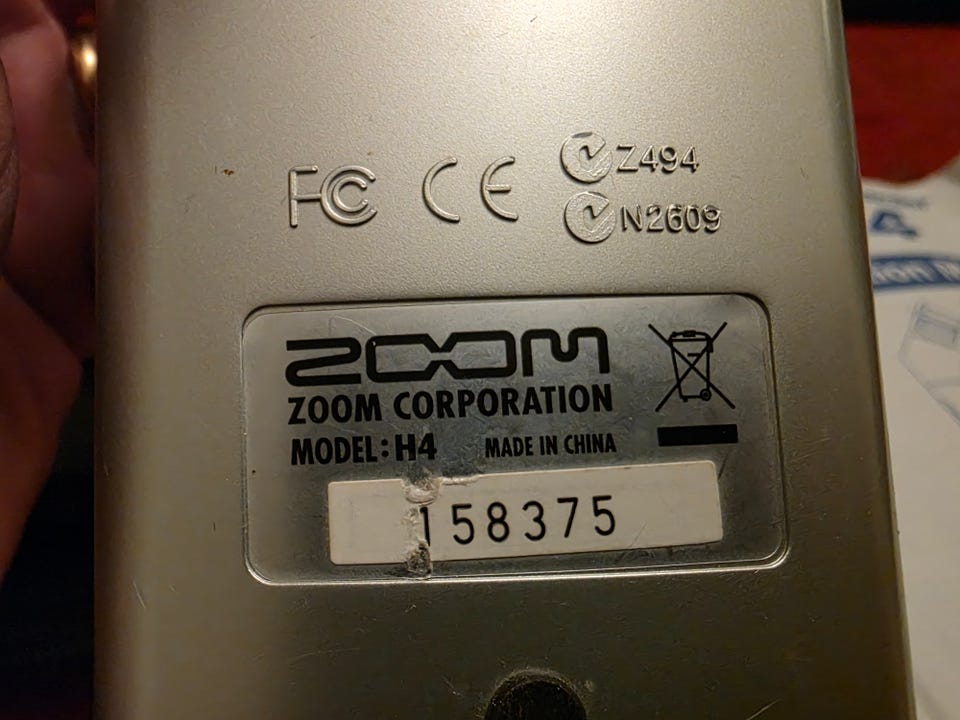 FC CE Z494
N2609
ZOOM
ZOOM CORPORATION
MODEL: H4 MADE IN CHINA
158375